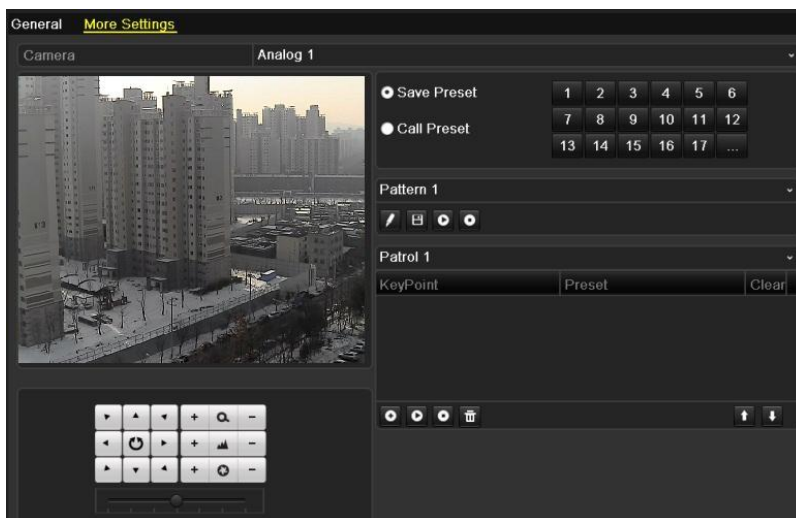 General More Settings
Camera Analog 1
Save Preset
Call Preset
1 2 3 4 5 6
7 8 9 10 11 12
13 14 15 16 17 ...
Pattern 1
Patrol 1
KeyPoint Preset Clear